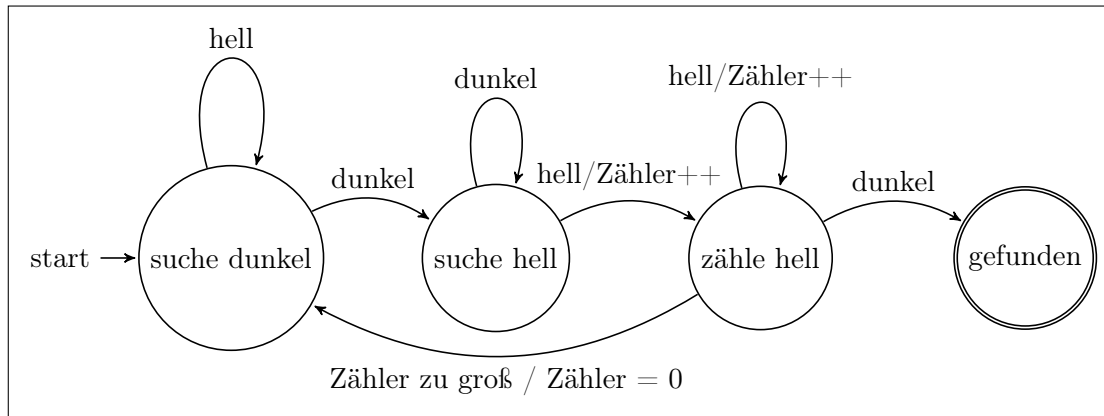 hell
dunkel
hell/Zähler++
dunkel
hell/Zähler++
dunkel
start
suche dunkel
suche hell
zähle hell
gefunden
Zähler zu groß / Zähler = 0